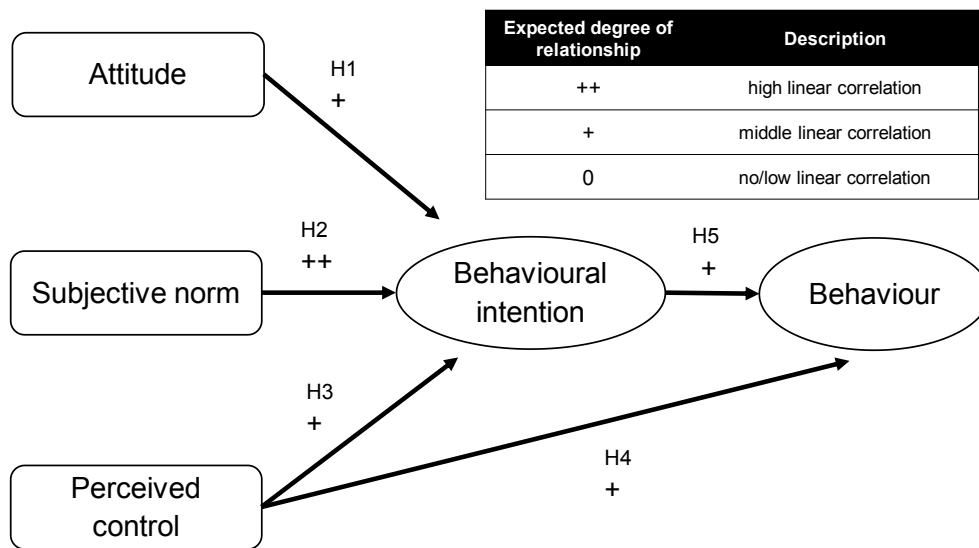 Attitude
H1
+
Expected degree of
relationship
Description
++
high linear correlation
+
middle linear correlation
0
no/low linear correlation
Subjective norm
H2
++
Behavioural
intention
H5
+
Behaviour
H3
+
Perceived
control
H4
+